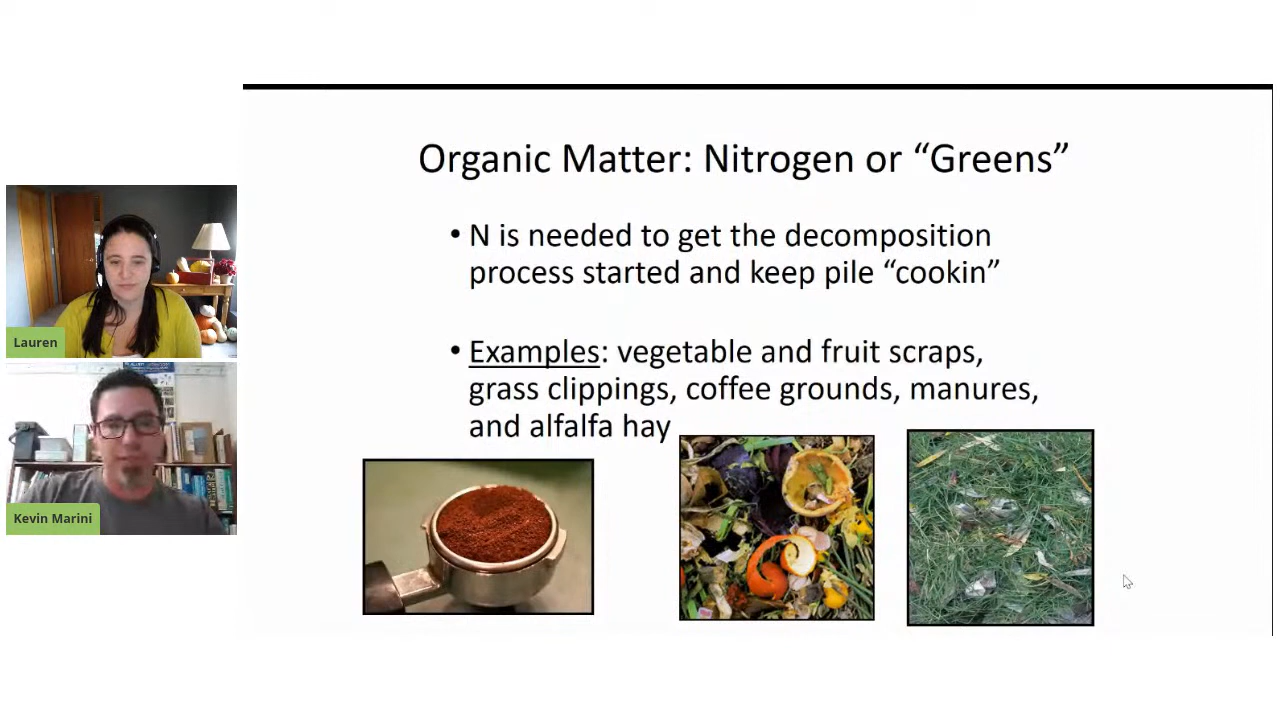 Organic Matter: Nitrogen or “Greens”
• N is needed to get the decomposition
process started and keep pile “cookin”
• Examples: vegetable and fruit scraps,
grass clippings, coffee grounds, manures,
and alfalfa hay
Lauren
Kevin Marini